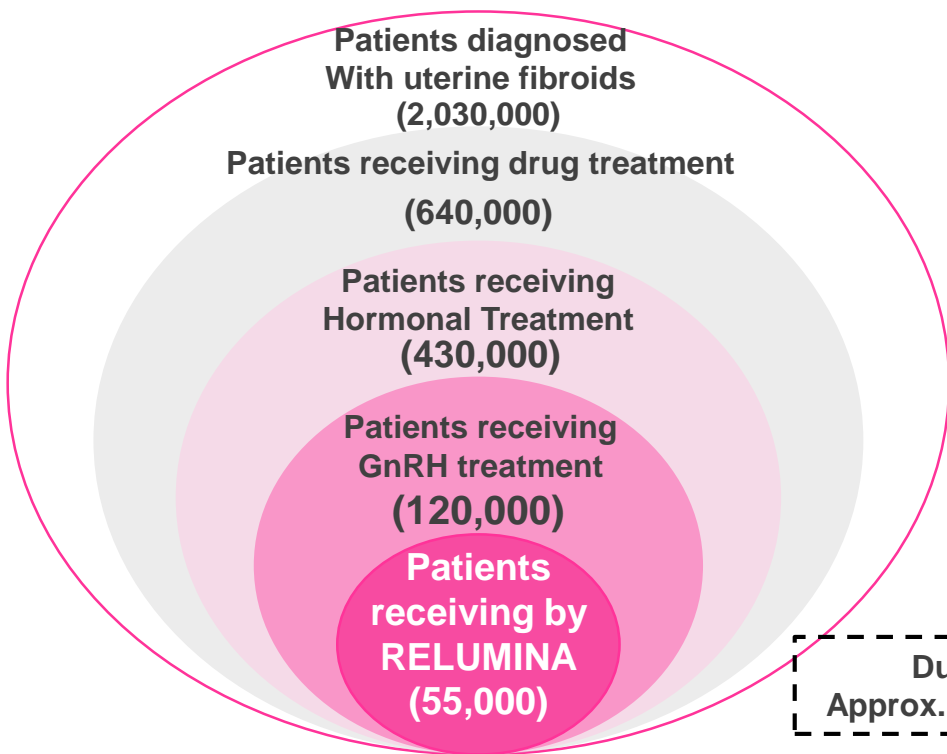 Patients diagnosed
With uterine fibroids
(2,030,000)
Patients receiving drug treatment
(640,000)
Patients receiving
Hormonal Treatment
(430,000)
Patients receiving
GnRH treatment
(120,000)
Patients
receiving by
RELUMINA
(55,000)
Approx.